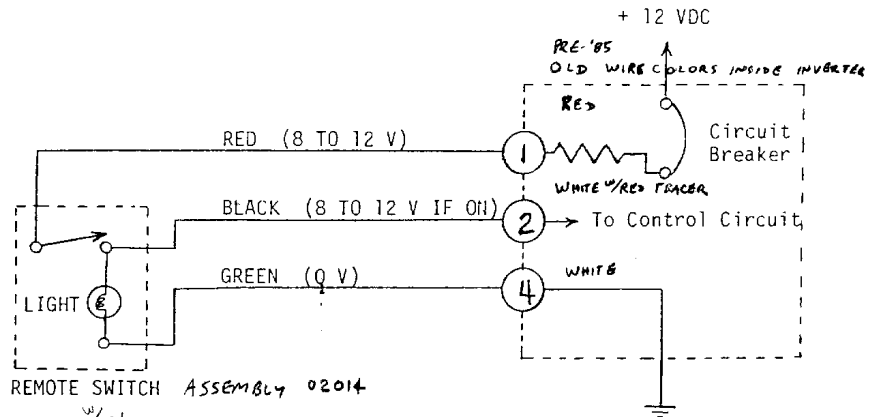 + 12 VDC
PRE-'85
OLD WIRE COLORS INSIDE INVERTER
RED
RED (8 TO 12 V)
1
Circuit
Breaker
WHITE W/RED TRACER
BLACK (8 TO 12 V IF ON)
2
To Control Circuit
GREEN (0 V)
4
WHITE
LIGHT
REMOTE SWITCH ASSEMBLY 02014